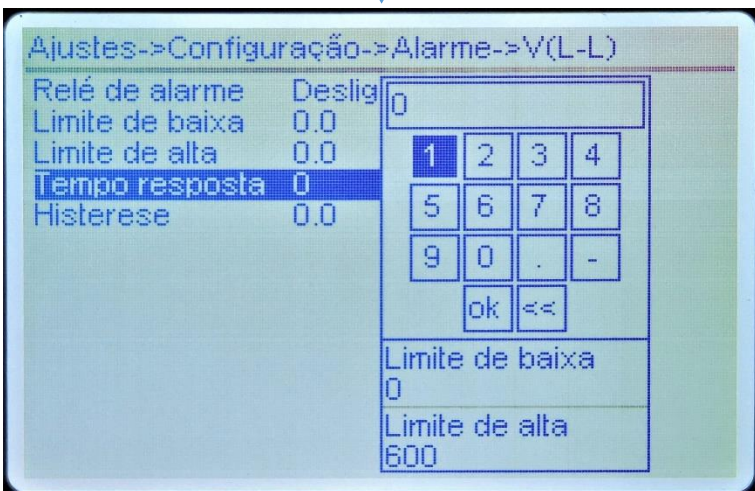 Ajustes->Configuração->Alarme->V(L-L)
Relé de alarme Deslig
Limite de baixa 0.0
Limite de alta 0.0
Tempo resposta 0
Histerese 0.0
0
1 2 3 4
5 6 7 8
9 0 . -
ok <<
Limite de baixa
0
Limite de alta
600